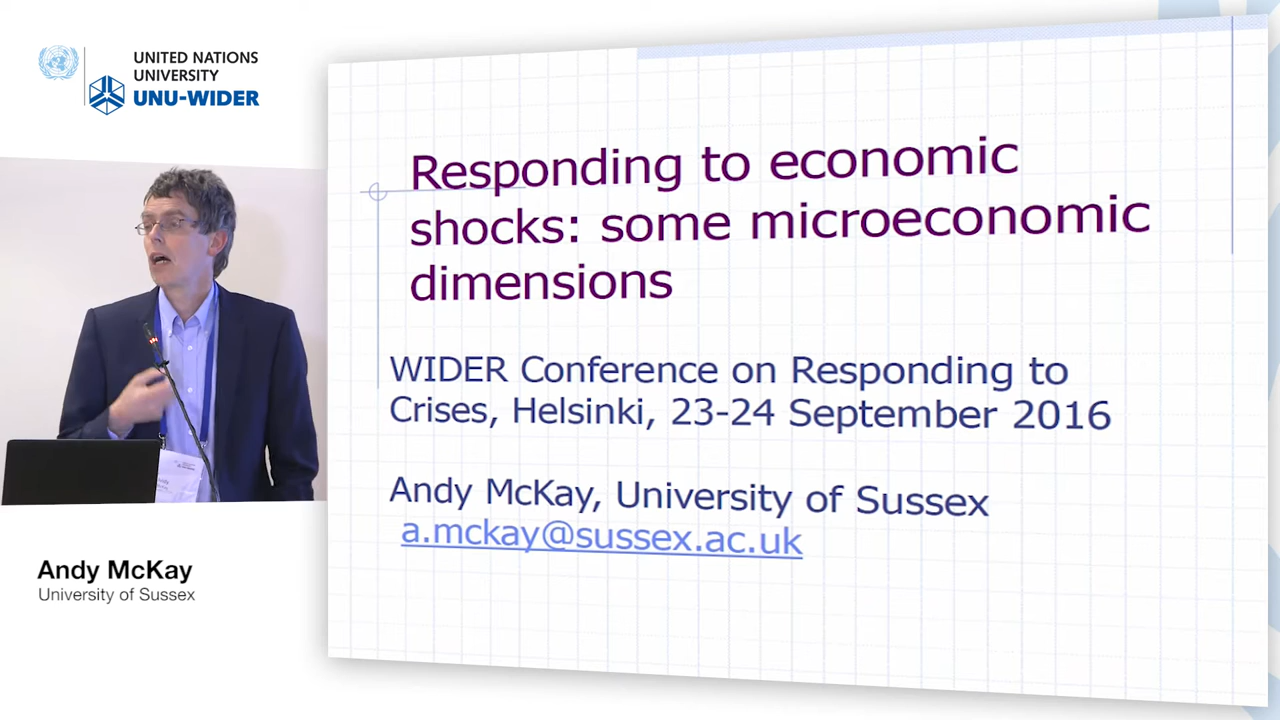 UNITED NATIONS
UNIVERSITY
UNU-WIDER
Responding to economic
shocks: some microeconomic
dimensions
WIDER Conference on Responding to
Crises, Helsinki, 23-24 September 2016
Andy McKay, University of Sussex
a.mckay@sussex.ac.uk
Andy McKay
University of Sussex